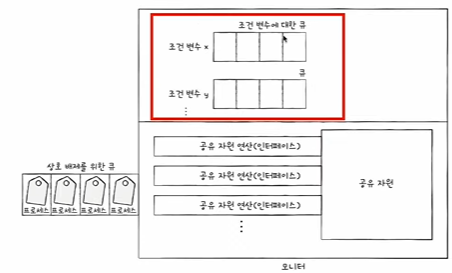 조건 변수에 대한 큐
조건 변수 x
큐
조건 변수 y
⋮
공유 자원 연산(인터페이스)
공유 자원 연산(인터페이스)
공유 자원 연산(인터페이스)
⋮
공유 자원
상호 배제를 위한 큐
프로세스 프로세스 프로세스 프로세스
모니터